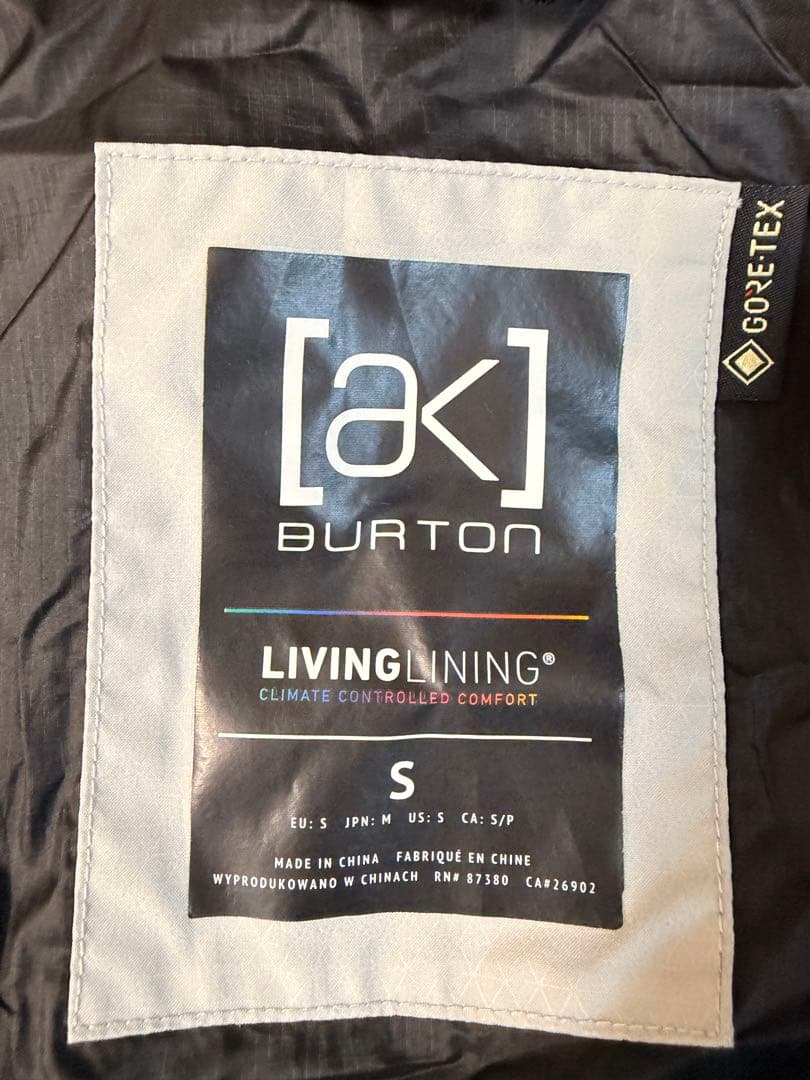 [ak]
BURTON
LIVINGLINING®
CLIMATE CONTROLLED COMFORT
S
EU: S JPN: M US: S CA: S/P
MADE IN CHINA FABRIQUÉ EN CHINE
WYPRODUKOWANO W CHINACH RN# 87380 CA#26902
GORE-TEX